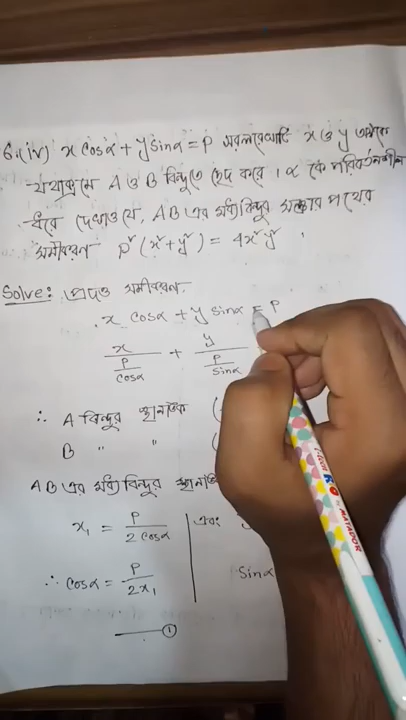 6.(iv) x cosα + y sinα = P সরলরেখাটি x ও y অক্ষকে
যথাক্রমে A ও B বিন্দুতে ছেদ করে । α কে পরিবর্তনশীল
ধরে দেখাও যে, AB এর মধ্যবিন্দুর সঞ্চার পথের
সমীকরণ P²(x²+y²) = 4x²y² ।
Solve: প্রদত্ত সমীকরণ
x cosα + y sinα = P
x/(P/cosα) + y/(P/sinα)
∴ A বিন্দুর স্থানাঙ্ক (
B " " (
AB এর মধ্যবিন্দুর স্থানাঙ্ক
x₁ = P/(2cosα) | এবং
∴ cosα = P/(2x₁) | sinα
①
MATADOR